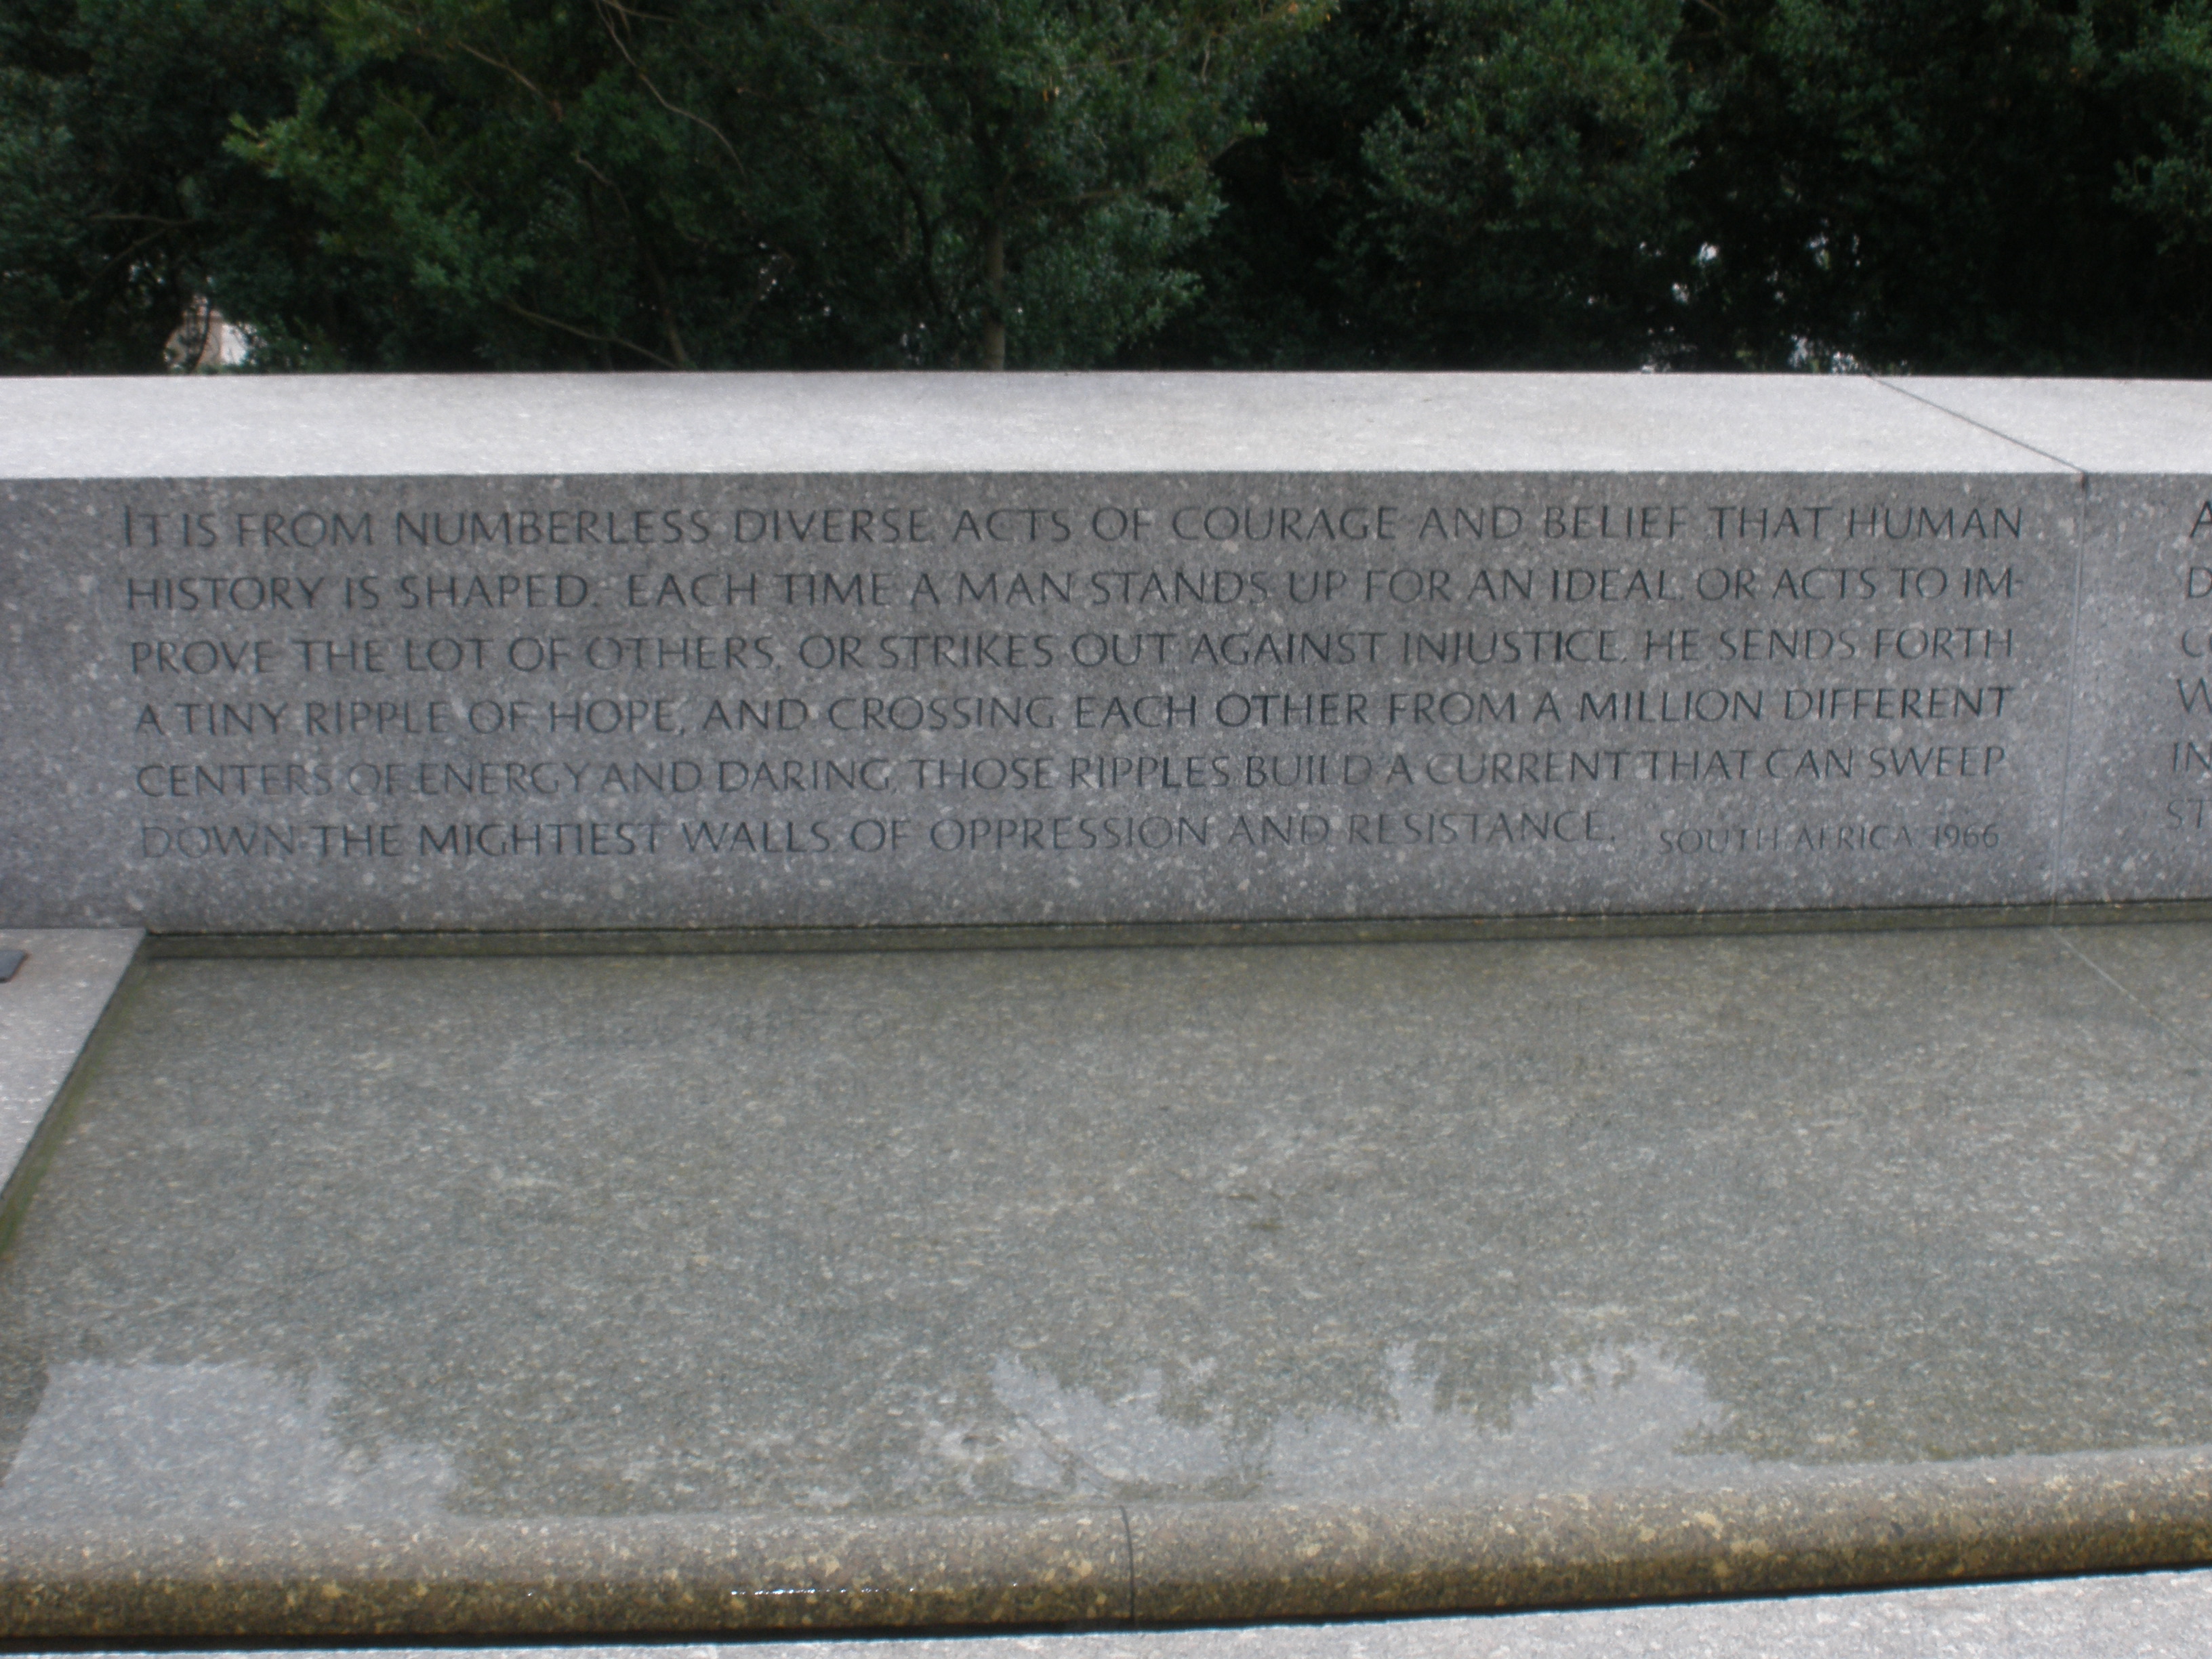 IT IS FROM NUMBERLESS DIVERSE ACTS OF COURAGE AND BELIEF THAT HUMAN
HISTORY IS SHAPED. EACH TIME A MAN STANDS UP FOR AN IDEAL, OR ACTS TO IM-
PROVE THE LOT OF OTHERS, OR STRIKES OUT AGAINST INJUSTICE, HE SENDS FORTH
A TINY RIPPLE OF HOPE, AND CROSSING EACH OTHER FROM A MILLION DIFFERENT
CENTERS OF ENERGY AND DARING, THOSE RIPPLES BUILD A CURRENT THAT CAN SWEEP
DOWN THE MIGHTIEST WALLS OF OPPRESSION AND RESISTANCE. SOUTH AFRICA 1966